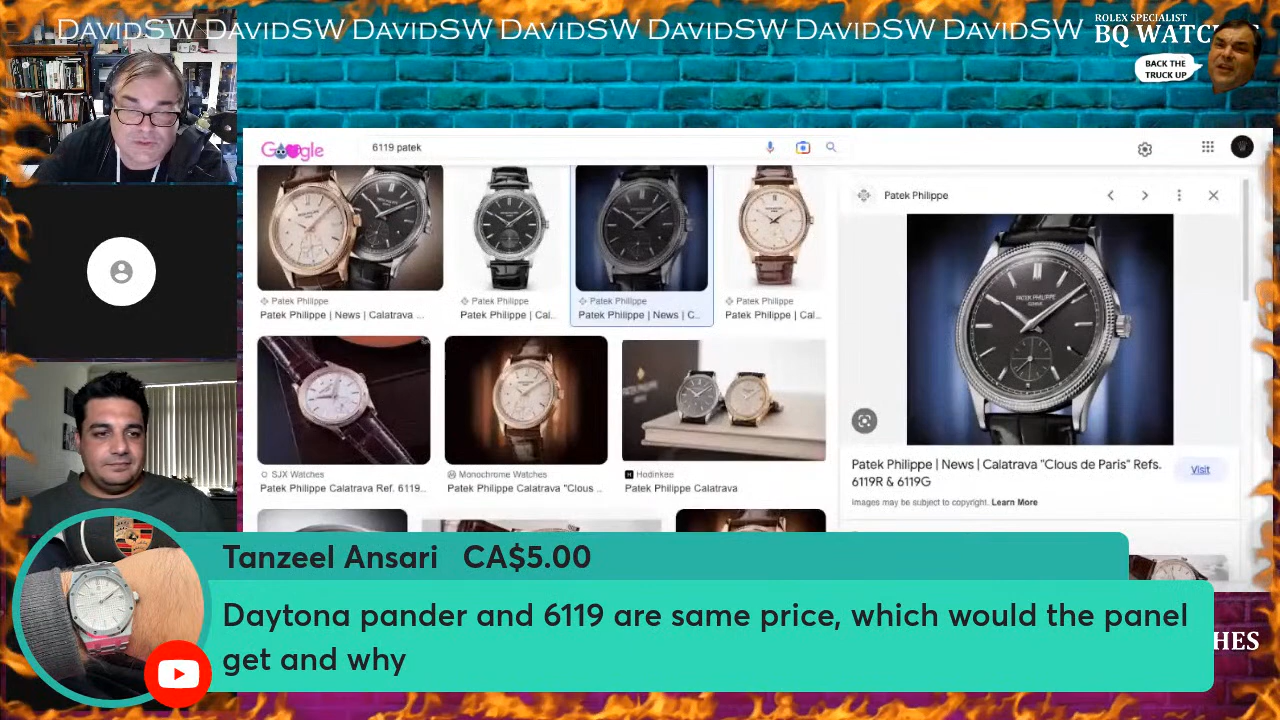 DAVIDSW DAVIDSW DAVIDSW DAVIDSW DAVIDSW DAVIDSW DAVIDSW
ROLEX SPECIALIST
BQ WATC
BACK THE
TRUCK UP
6119 patek
Patek Philippe
Patek Philippe
Patek Philippe | News | Calatrava ...
Patek Philippe
Patek Philippe | Cal...
Patek Philippe
Patek Philippe | News | C...
Patek Philippe
Patek Philippe | Cal...
SJX Watches
Patek Philippe Calatrava Ref. 6119...
Monochrome Watches
Patek Philippe Calatrava "Clous ...
Hodinkee
Patek Philippe Calatrava
PATEK PHILIPPE
GENEVE
Patek Philippe | News | Calatrava "Clous de Paris" Refs.
6119R & 6119G
Visit
Images may be subject to copyright. Learn More
Tanzeel Ansari CA$5.00
Daytona pander and 6119 are same price, which would the panel
get and why
HES